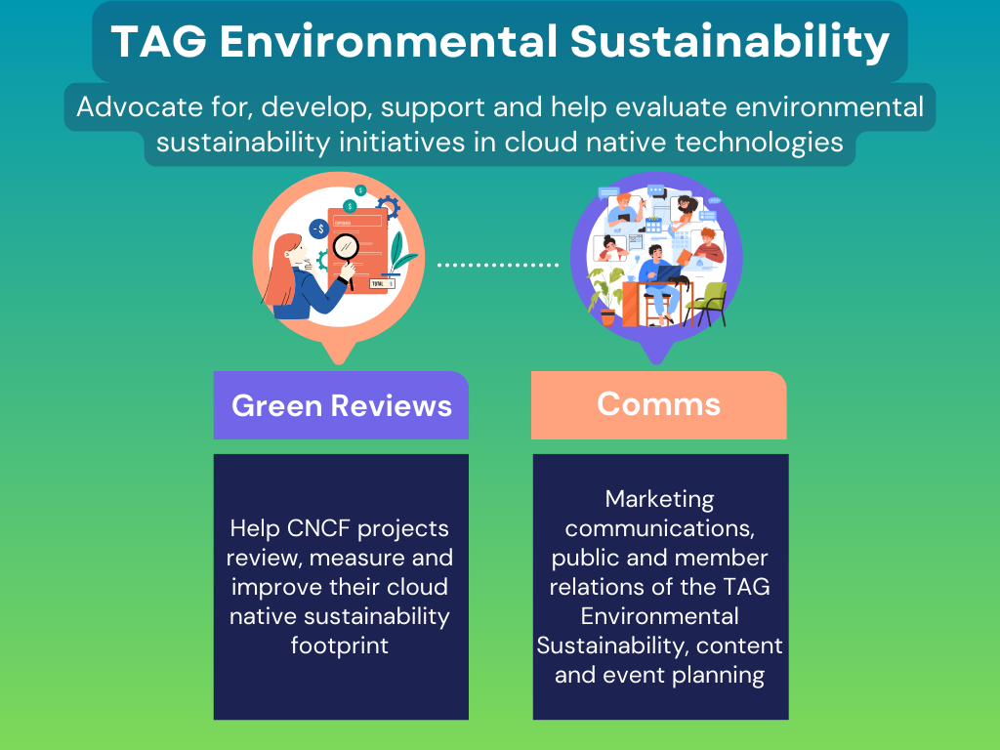 TAG Environmental Sustainability
Advocate for, develop, support and help evaluate environmental
sustainability initiatives in cloud native technologies
$
$
-$
TOTAL
Green Reviews
Comms
Help CNCF projects
review, measure and
improve their cloud
native sustainability
footprint
Marketing
communications,
public and member
relations of the TAG
Environmental
Sustainability, content
and event planning